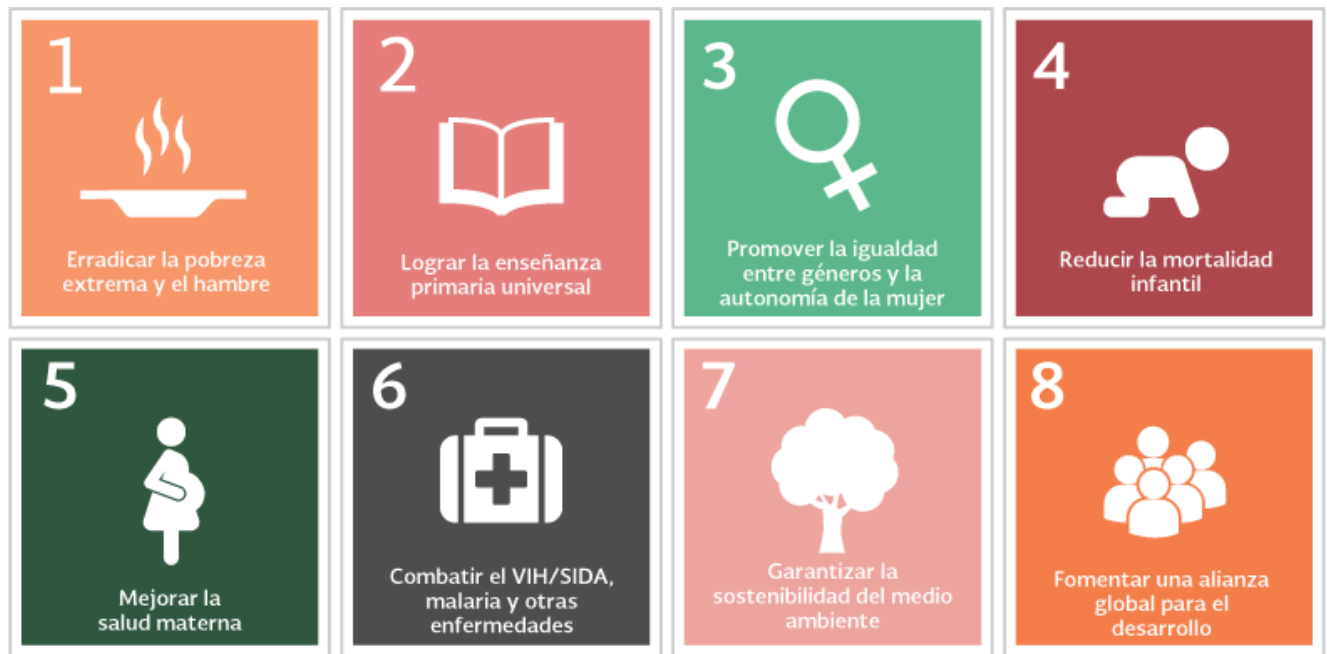 1
Erradicar la pobreza
extrema y el hambre
2
Lograr la enseñanza
primaria universal
3
Promover la igualdad
entre géneros y la
autonomía de la mujer
4
Reducir la mortalidad
infantil
5
Mejorar la
salud materna
6
Combatir el VIH/SIDA,
malaria y otras
enfermedades
7
Garantizar la
sostenibilidad del medio
ambiente
8
Fomentar una alianza
global para el
desarrollo